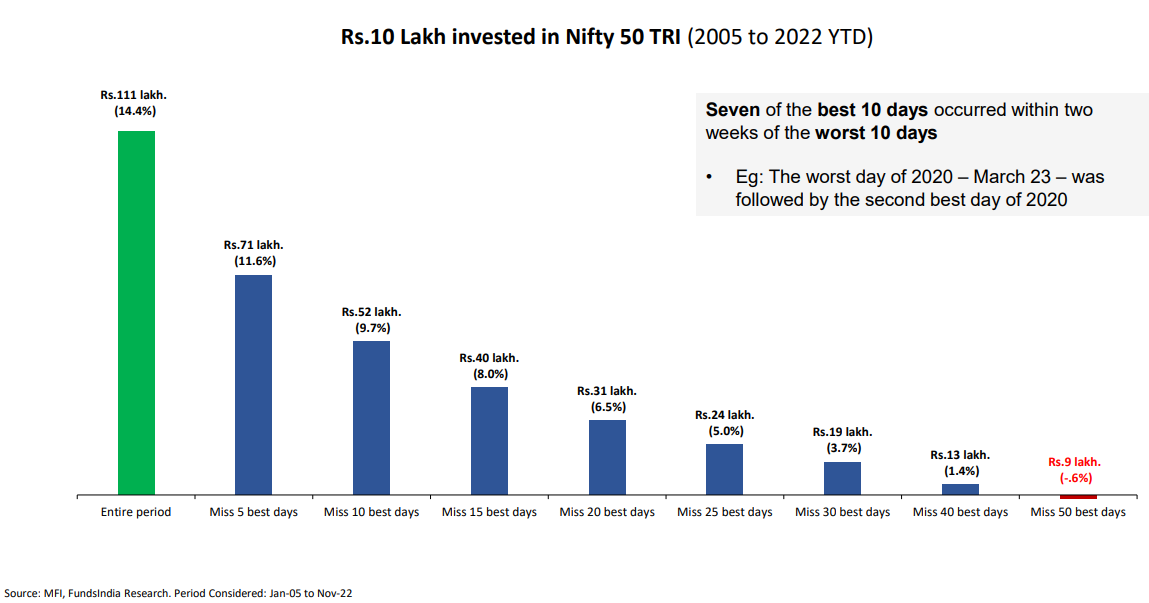 Rs.10 Lakh invested in Nifty 50 TRI (2005 to 2022 YTD)
Seven of the best 10 days occurred within two
weeks of the worst 10 days
• Eg: The worst day of 2020 – March 23 – was
followed by the second best day of 2020
Rs.111 lakh.
(14.4%)
Rs.71 lakh.
(11.6%)
Rs.52 lakh.
(9.7%)
Rs.40 lakh.
(8.0%)
Rs.31 lakh.
(6.5%)
Rs.24 lakh.
(5.0%)
Rs.19 lakh.
(3.7%)
Rs.13 lakh.
(1.4%)
Rs.9 lakh.
(-.6%)
Entire period
Miss 5 best days
Miss 10 best days
Miss 15 best days
Miss 20 best days
Miss 25 best days
Miss 30 best days
Miss 40 best days
Miss 50 best days
Source: MFI, FundsIndia Research. Period Considered: Jan-05 to Nov-22